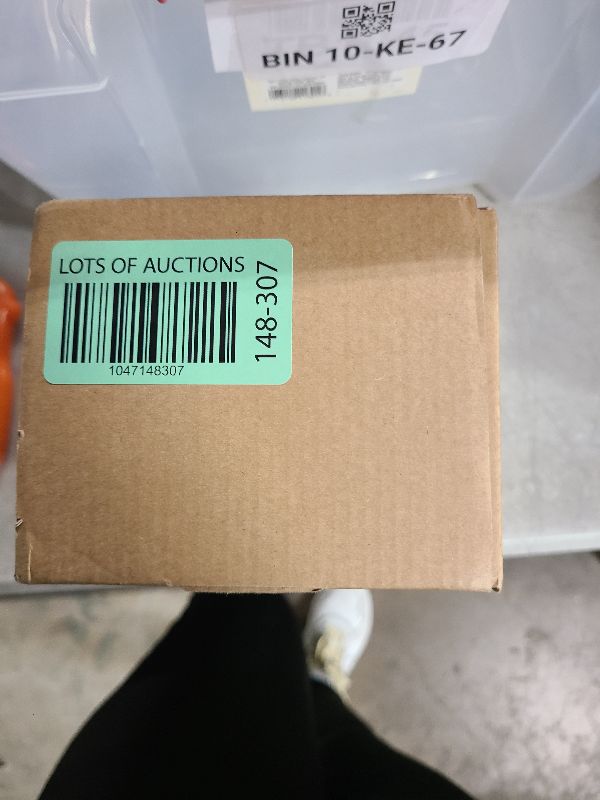 BIN 10-KE-67
LOTS OF AUCTIONS
1047148307
148-307